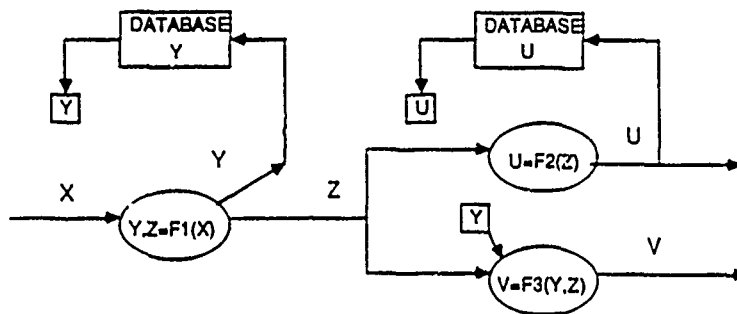 DATABASE
Y
DATABASE
U
Y
U
Y
U
X
Z
U=F2(Z)
Y,Z=F1(X)
Y
V
V=F3(Y,Z)